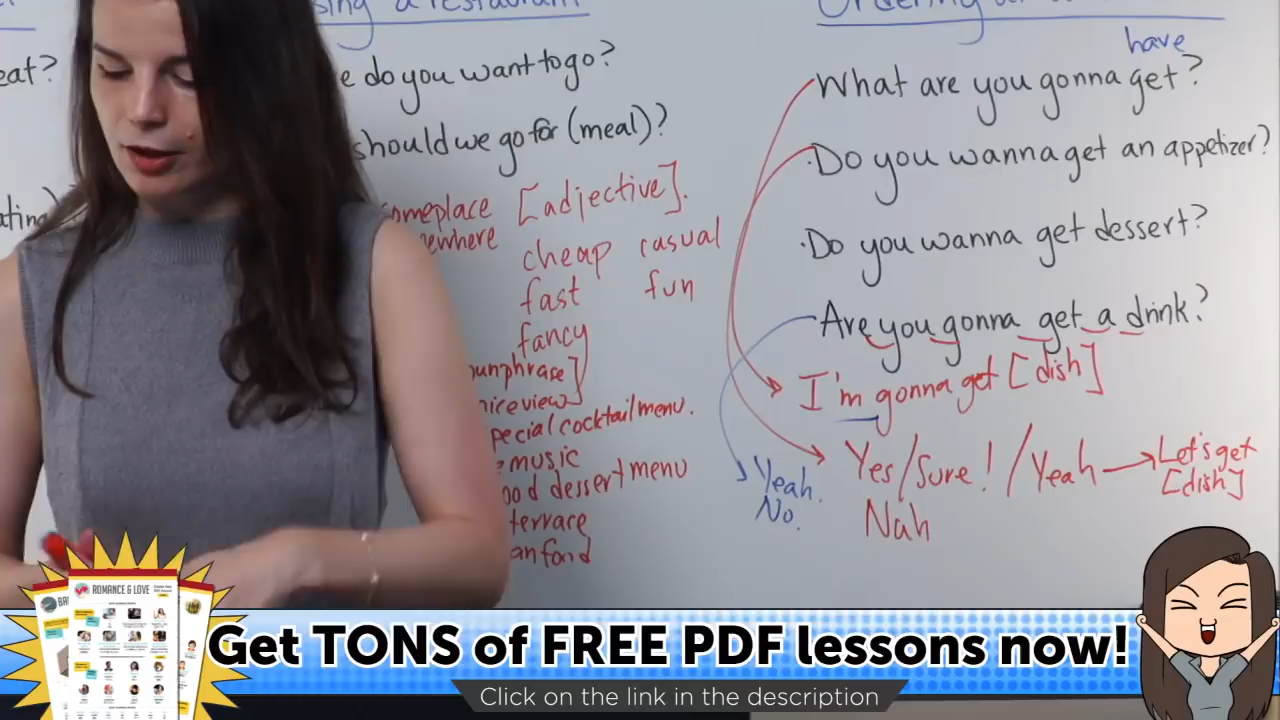 a restaurant
eat?
do you want to go?
should we go for (meal)?
[adjective].
cheap casual
fast fun
fancy
nice view]
cocktail menu.
music
dessert menu
terrace
have
What are you gonna get?
Do you wanna get an appetizer?
Do you wanna get dessert?
Are you gonna get a drink?
I'm gonna get [dish]
Yes/Sure!/Yeah → Let's get [dish]
Nah
Yeah.
No.
ROMANCE & LOVE
Get TONS of FREE PDF lessons now!
Click on the link in the description